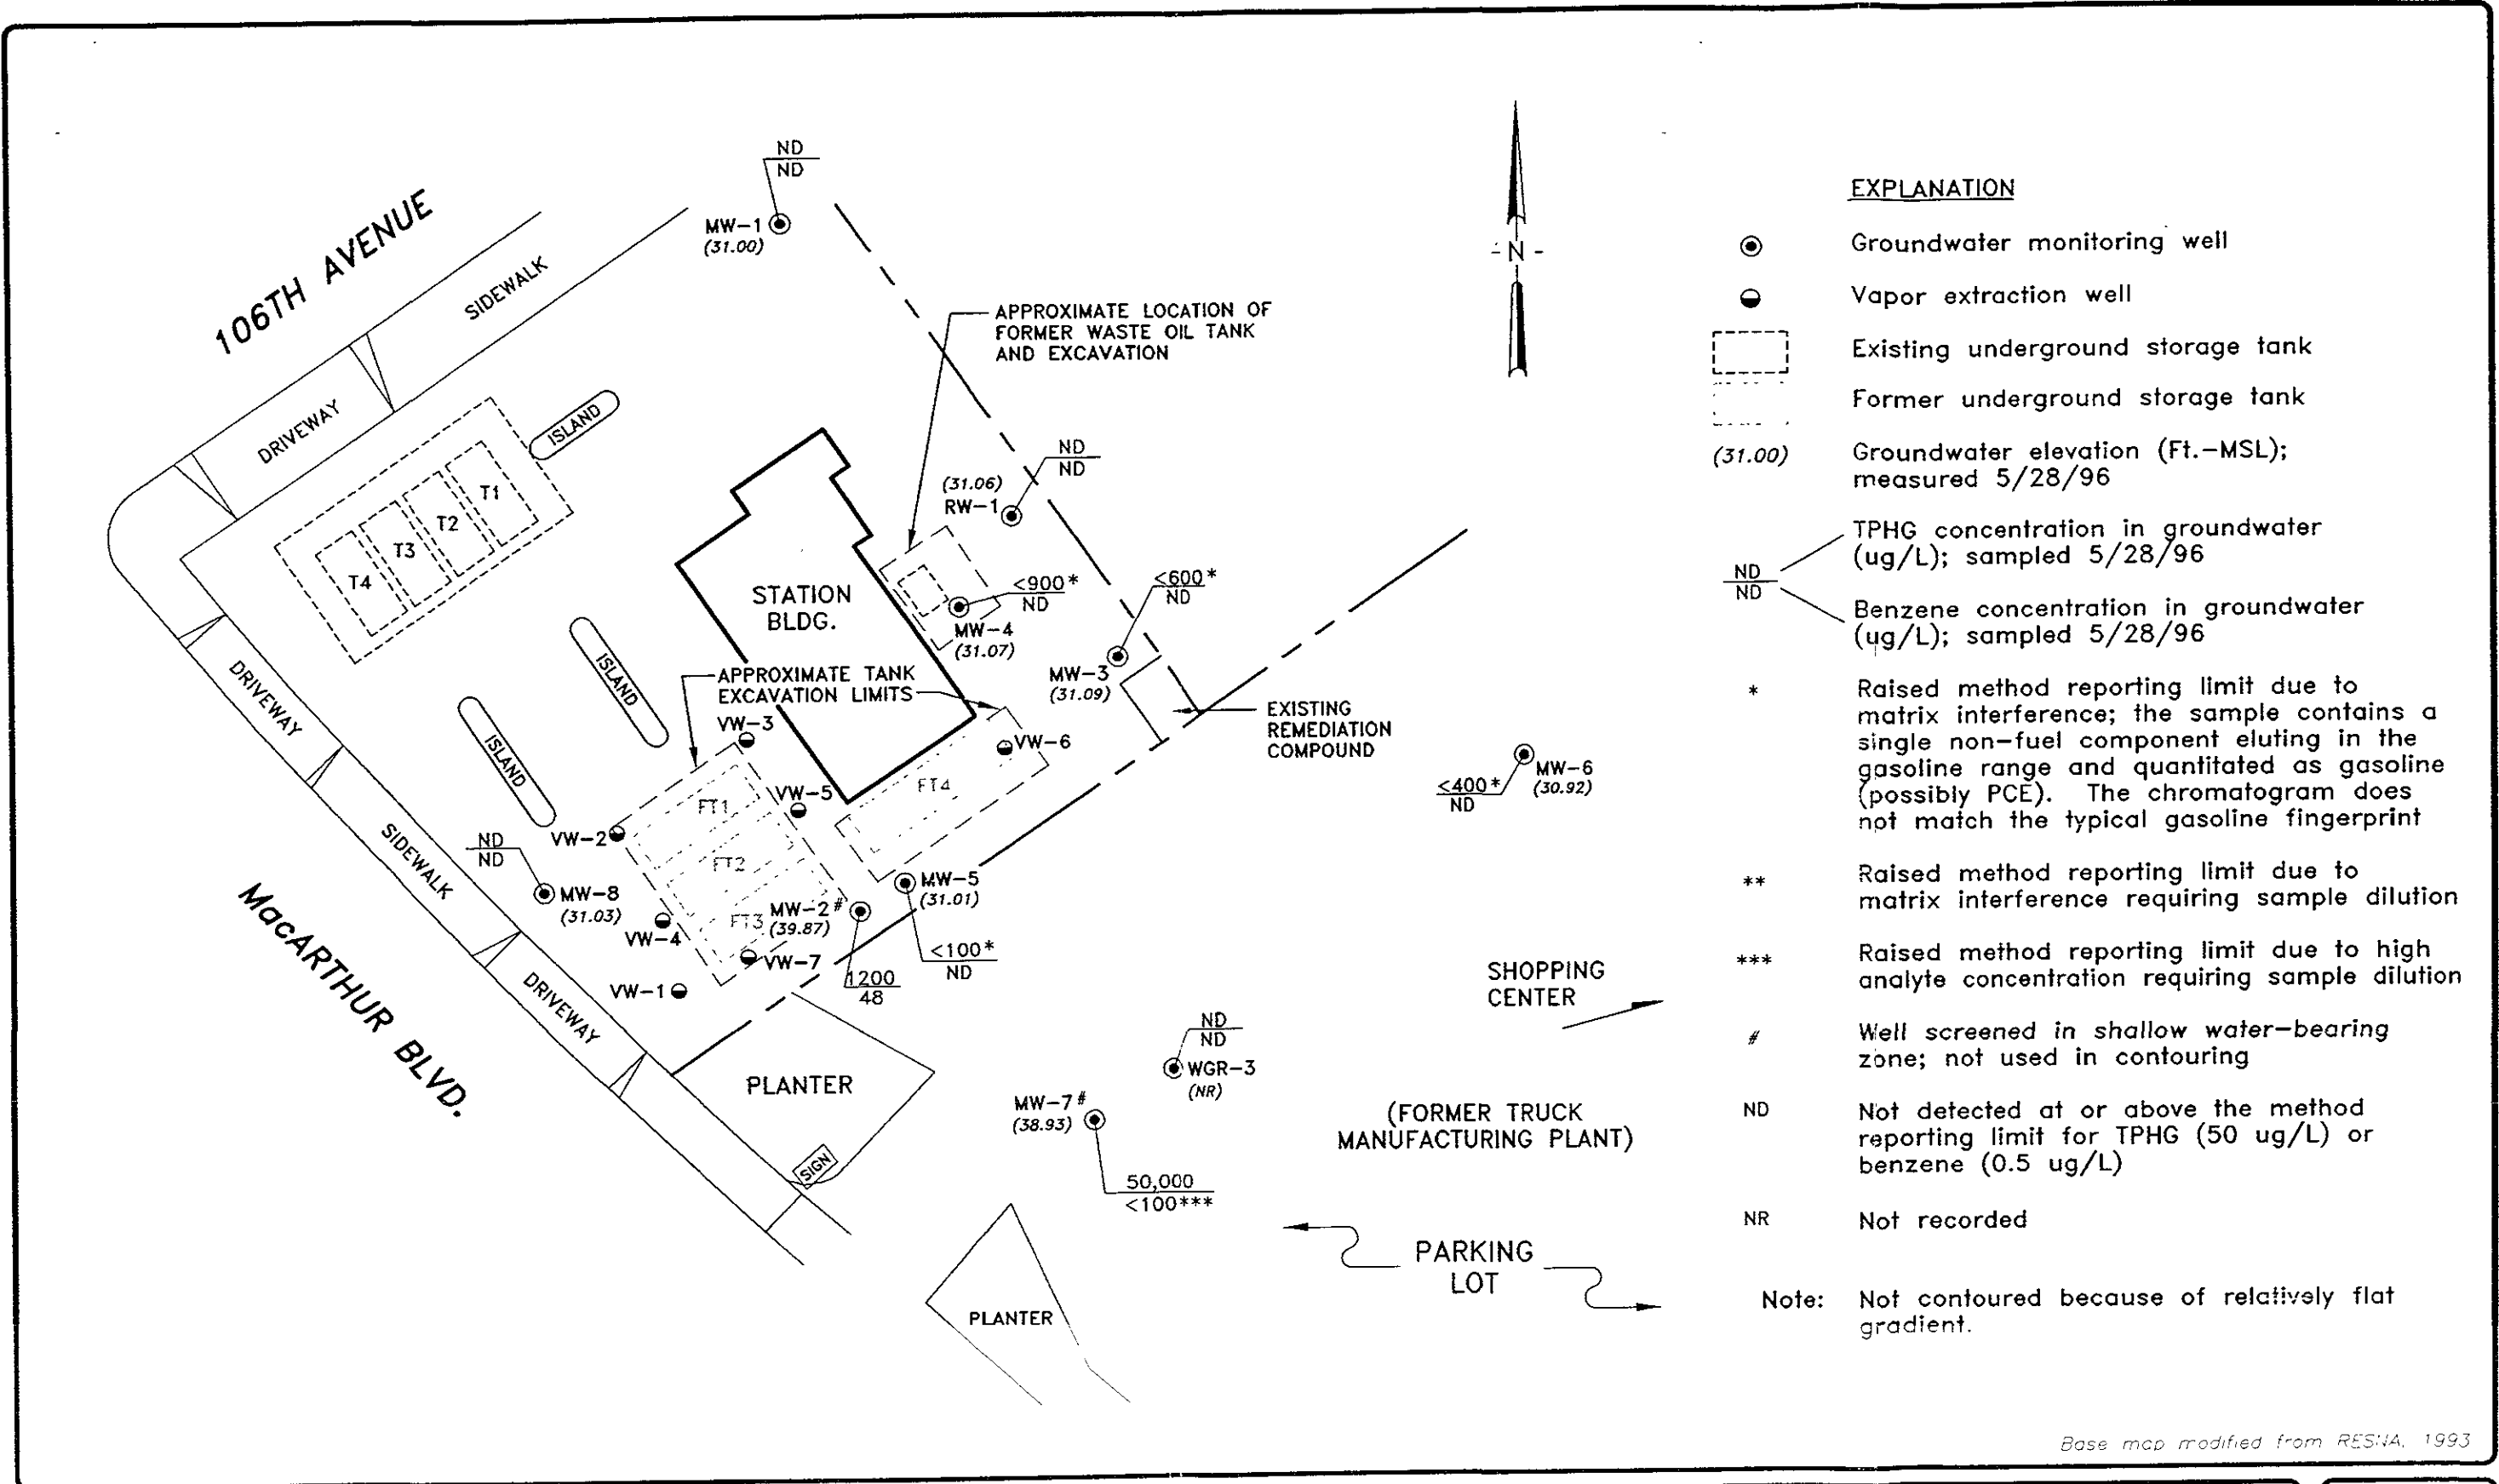 106TH AVENUE
SIDEWALK
DRIVEWAY
ND
ND
MW-1
(31.00)
APPROXIMATE LOCATION OF
FORMER WASTE OIL TANK
AND EXCAVATION
-N-
ISLAND
T1
T2
T3
T4
ND
ND
(31.06)
RW-1
STATION
BLDG.
<900*
ND
MW-4
(31.07)
<600*
ND
MW-3
(31.09)
APPROXIMATE TANK
EXCAVATION LIMITS
EXISTING
REMEDIATION
COMPOUND
ISLAND
ISLAND
DRIVEWAY
SIDEWALK
DRIVEWAY
MacARTHUR BLVD.
VW-3
VW-6
VW-5
FT1
FT4
VW-2
FT2
FT3
ND
ND
MW-8
(31.03)
VW-4
MW-2#
(39.87)
1200
48
MW-5
(31.01)
<100*
ND
VW-7
VW-1
MW-6
(30.92)
<400*
ND
PLANTER
SIGN
ND
ND
WGR-3
(NR)
MW-7#
(38.93)
50,000
<100***
SHOPPING
CENTER
(FORMER TRUCK
MANUFACTURING PLANT)
PARKING
LOT
PLANTER
EXPLANATION
Groundwater monitoring well
Vapor extraction well
Existing underground storage tank
Former underground storage tank
(31.00) Groundwater elevation (Ft.-MSL);
measured 5/28/96
ND
ND
TPHG concentration in groundwater
(ug/L); sampled 5/28/96
Benzene concentration in groundwater
(ug/L); sampled 5/28/96
* Raised method reporting limit due to
matrix interference; the sample contains a
single non-fuel component eluting in the
gasoline range and quantitated as gasoline
(possibly PCE). The chromatogram does
not match the typical gasoline fingerprint
** Raised method reporting limit due to
matrix interference requiring sample dilution
*** Raised method reporting limit due to high
analyte concentration requiring sample dilution
# Well screened in shallow water-bearing
zone; not used in contouring
ND Not detected at or above the method
reporting limit for TPHG (50 ug/L) or
benzene (0.5 ug/L)
NR Not recorded
Note: Not contoured because of relatively flat
gradient.
Base map modified from RESNA, 1993